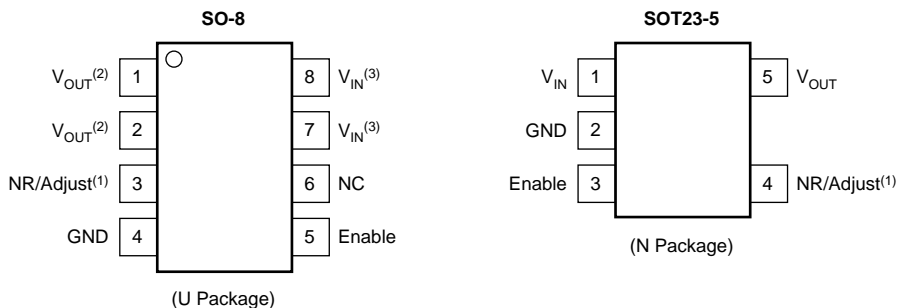 SO-8
V_OUT(2) 1 8 V_IN(3)
V_OUT(2) 2 7 V_IN(3)
NR/Adjust(1) 3 6 NC
GND 4 5 Enable
(U Package)
SOT23-5
V_IN 1 5 V_OUT
GND 2
Enable 3 4 NR/Adjust(1)
(N Package)